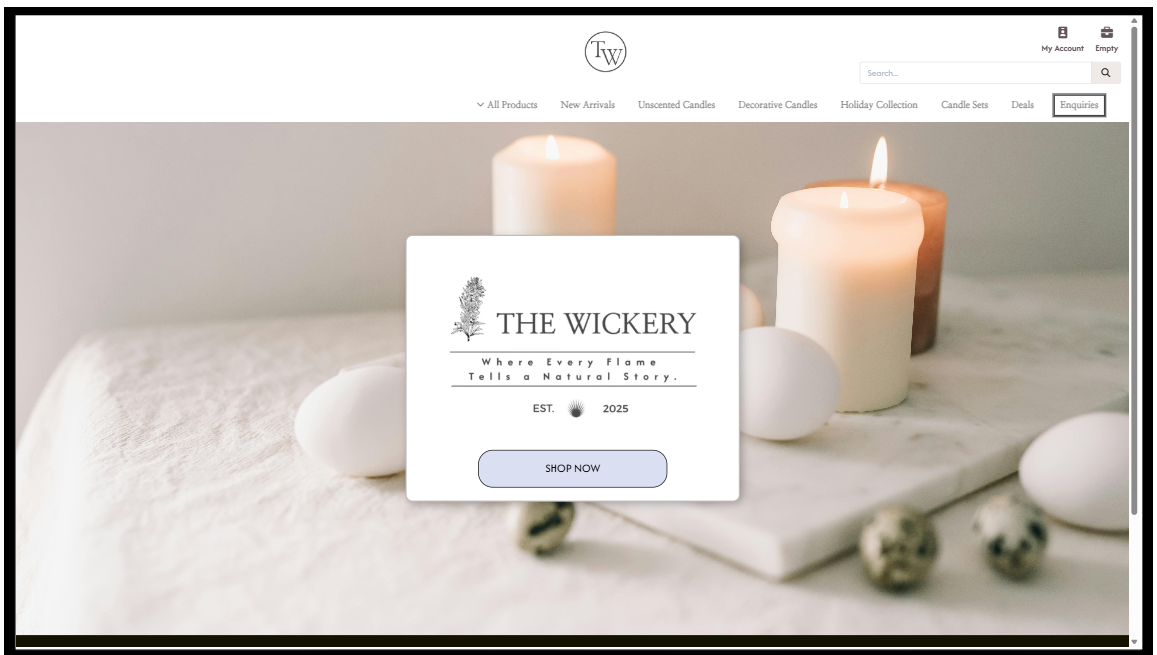 TW
My Account
Empty
Search...
All Products
New Arrivals
Unscented Candles
Decorative Candles
Holiday Collection
Candle Sets
Deals
Enquiries
THE WICKERY
Where Every Flame
Tells a Natural Story.
EST. 2025
SHOP NOW